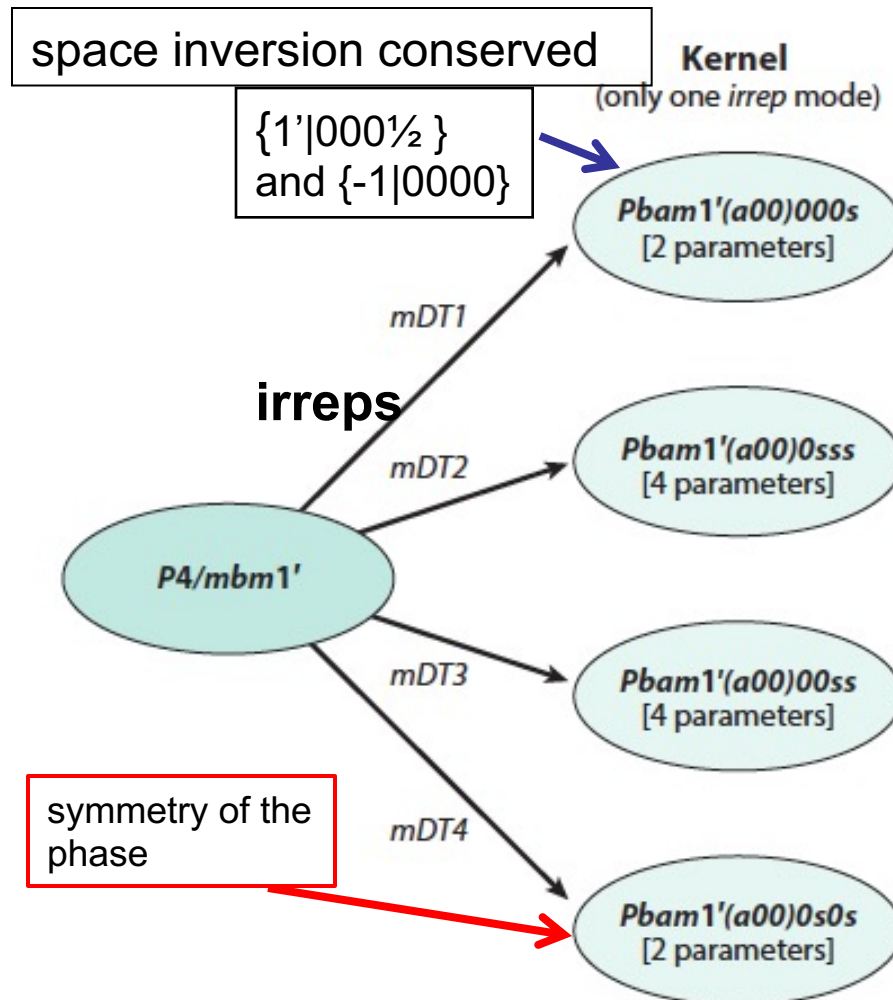 space inversion conserved
Kernel
(only one irrep mode)
{1’|000½ }
and {-1|0000}
Pbam1′(a00)000s
[2 parameters]
mDT1
irreps
mDT2
Pbam1′(a00)0sss
[4 parameters]
P4/mbm1′
mDT3
Pbam1′(a00)00ss
[4 parameters]
symmetry of the
phase
mDT4
Pbam1′(a00)0s0s
[2 parameters]